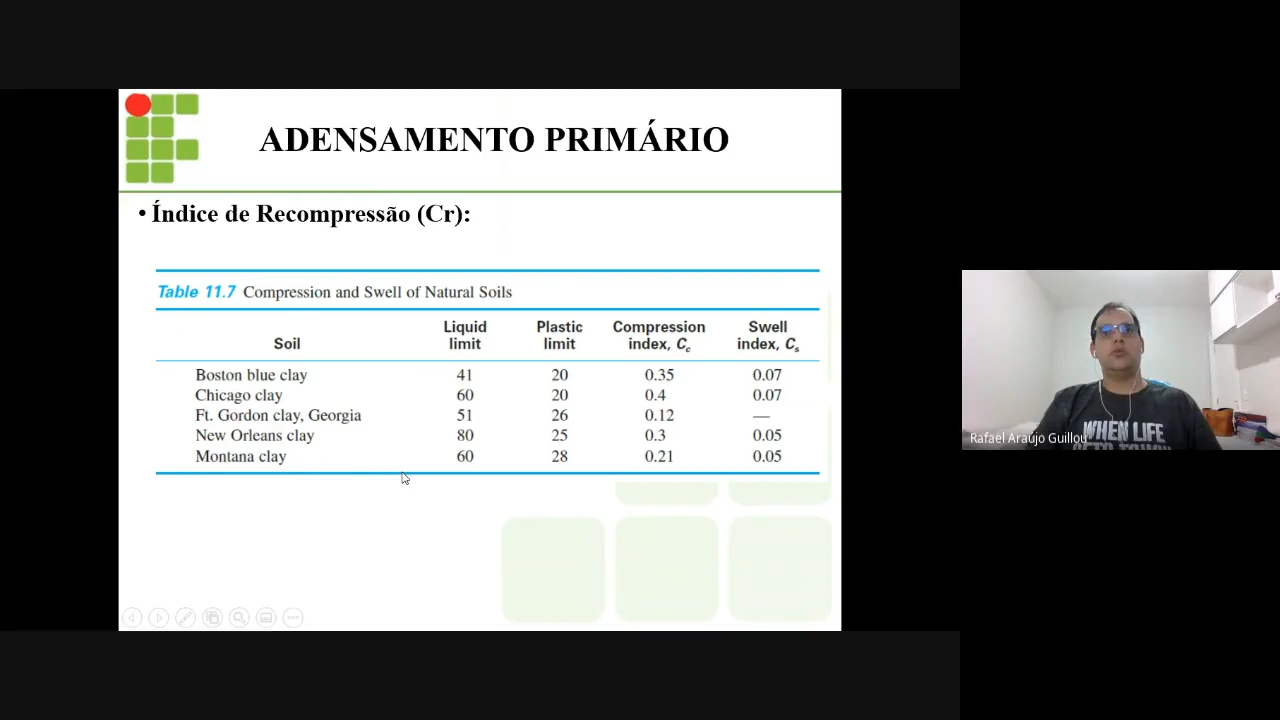 ADENSAMENTO PRIMÁRIO
• Índice de Recompressão (Cr):
Table 11.7 Compression and Swell of Natural Soils
Soil Liquid limit Plastic limit Compression index, Cc Swell index, Cs
Boston blue clay 41 20 0.35 0.07
Chicago clay 60 20 0.4 0.07
Ft. Gordon clay, Georgia 51 26 0.12 —
New Orleans clay 80 25 0.3 0.05
Montana clay 60 28 0.21 0.05
WHEN LIFE
Rafael Araújo Guillou